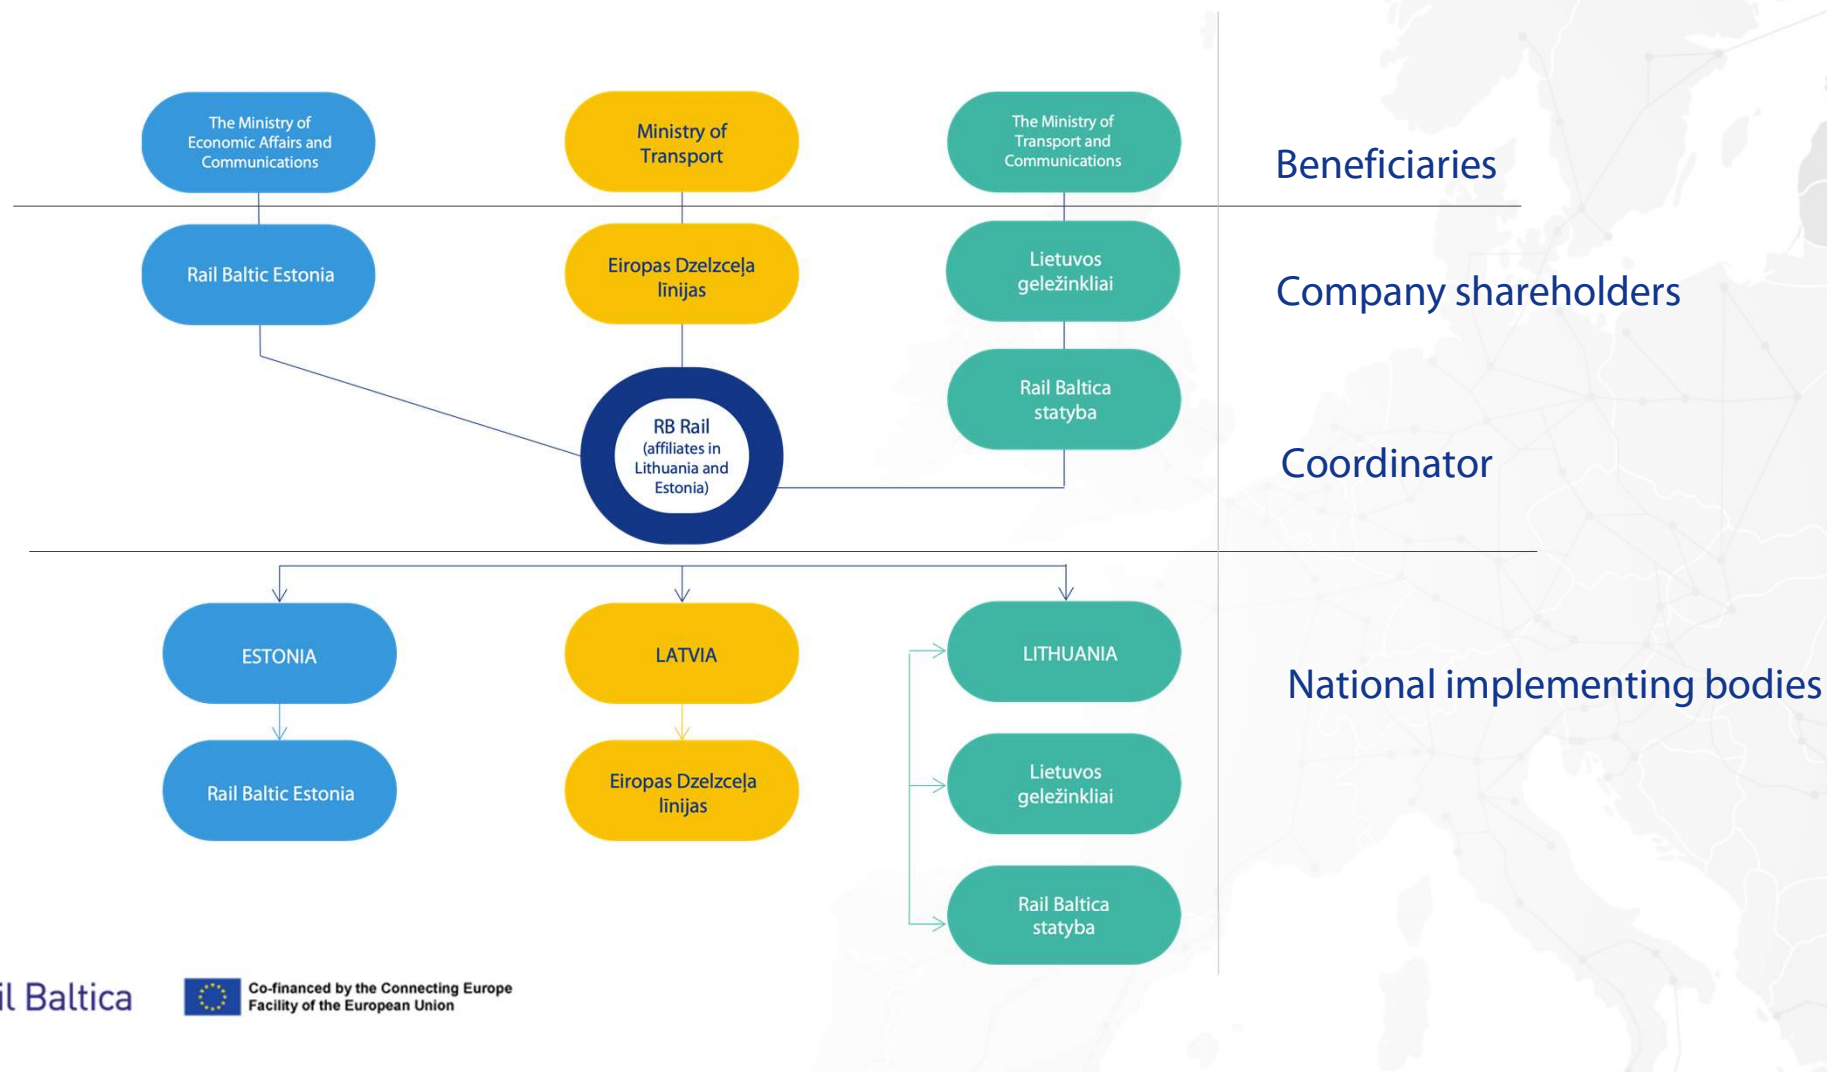 The Ministry of
Economic Affairs and
Communications
Ministry of
Transport
The Ministry of
Transport and
Communications
Beneficiaries
Rail Baltic Estonia
Eiropas Dzelzceļa
līnijas
Lietuvos
geležinkliai
Company shareholders
Rail Baltica
statyba
RB Rail
(affiliates in
Lithuania and
Estonia)
Coordinator
ESTONIA
LATVIA
LITHUANIA
National implementing bodies
Rail Baltic Estonia
Eiropas Dzelzceļa
līnijas
Lietuvos
geležinkliai
Rail Baltica
statyba
il Baltica
Co-financed by the Connecting Europe
Facility of the European Union